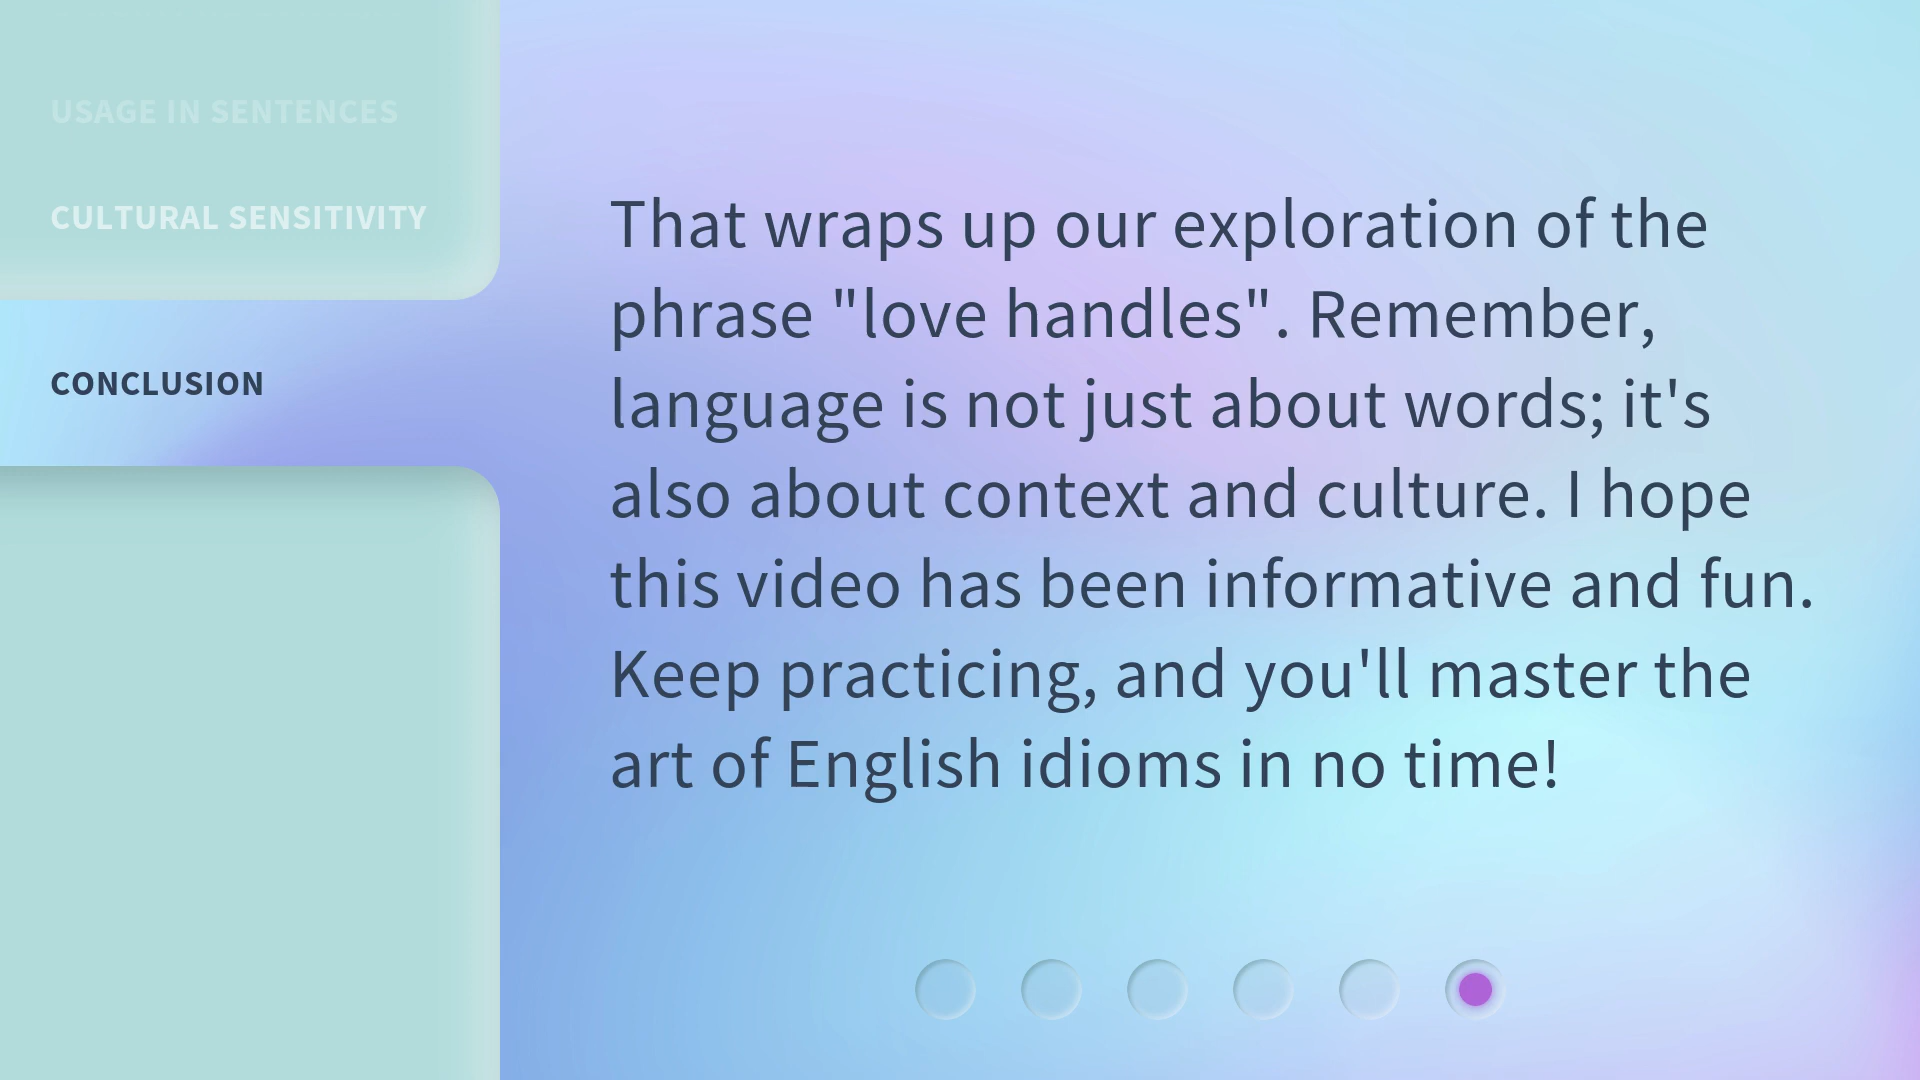 USAGE IN SENTENCES
CULTURAL SENSITIVITY
CONCLUSION
That wraps up our exploration of the
phrase "love handles". Remember,
language is not just about words; it's
also about context and culture. I hope
this video has been informative and fun.
Keep practicing, and you'll master the
art of English idioms in no time!